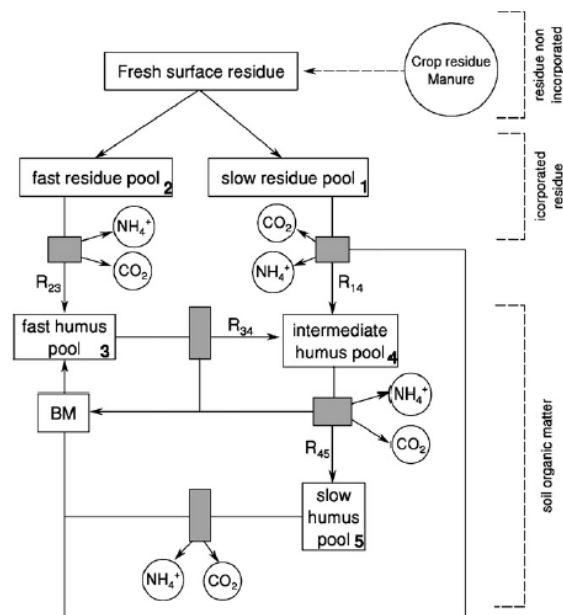 Fresh surface residue
Crop residue
Manure
residue non
incorporated
fast residue pool 2
slow residue pool 1
icorporated
residue
NH4+
CO2
CO2
NH4+
R23
R14
fast humus
pool 3
R34
intermediate
humus pool 4
BM
NH4+
CO2
R45
slow
humus
pool 5
NH4+
CO2
soil organic matter